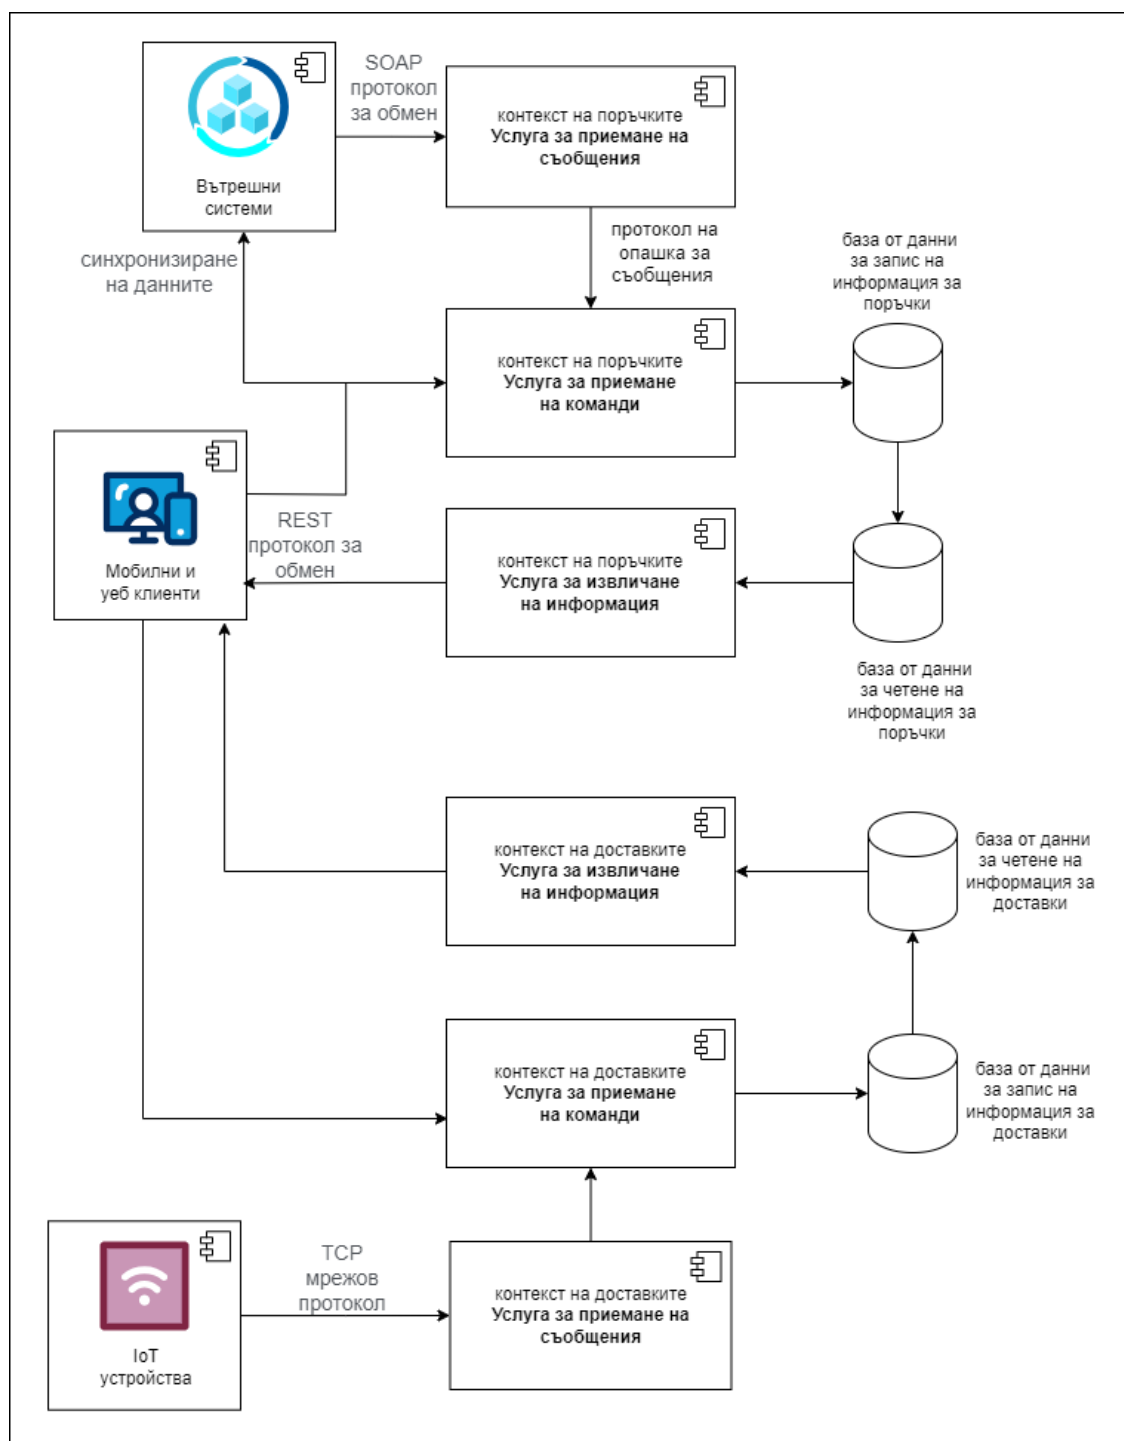 SOAP
протокол
за обмен
Вътрешни
системи
контекст на поръчките
Услуга за приемане на
съобщения
протокол на
опашка за
съобщения
база от данни
за запис на
информация за
поръчки
синхронизиране
на данните
контекст на поръчките
Услуга за приемане
на команди
Мобилни и
уеб клиенти
REST
протокол за
обмен
контекст на поръчките
Услуга за извличане
на информация
база от данни
за четене на
информация за
поръчки
контекст на доставките
Услуга за извличане
на информация
база от данни
за четене на
информация за
доставки
контекст на доставките
Услуга за приемане
на команди
база от данни
за запис на
информация за
доставки
IoT
устройства
TCP
мрежов
протокол
контекст на доставките
Услуга за приемане на
съобщения